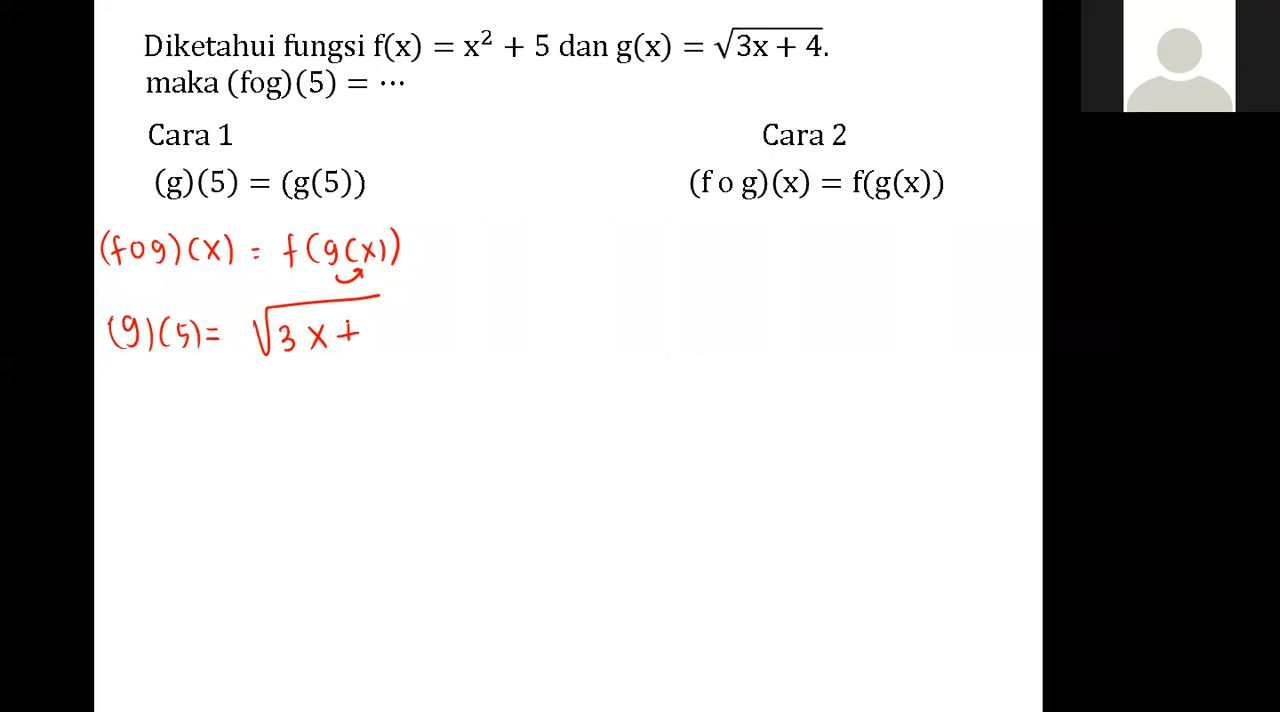 Diketahui fungsi f(x) = x² + 5 dan g(x) = √(3x + 4).
maka (fog)(5) = ⋯
Cara 1
(g)(5) = (g(5))
(fog)(x) = f(g(x))
(g)(5) = √3x +
Cara 2
(f o g)(x) = f(g(x))